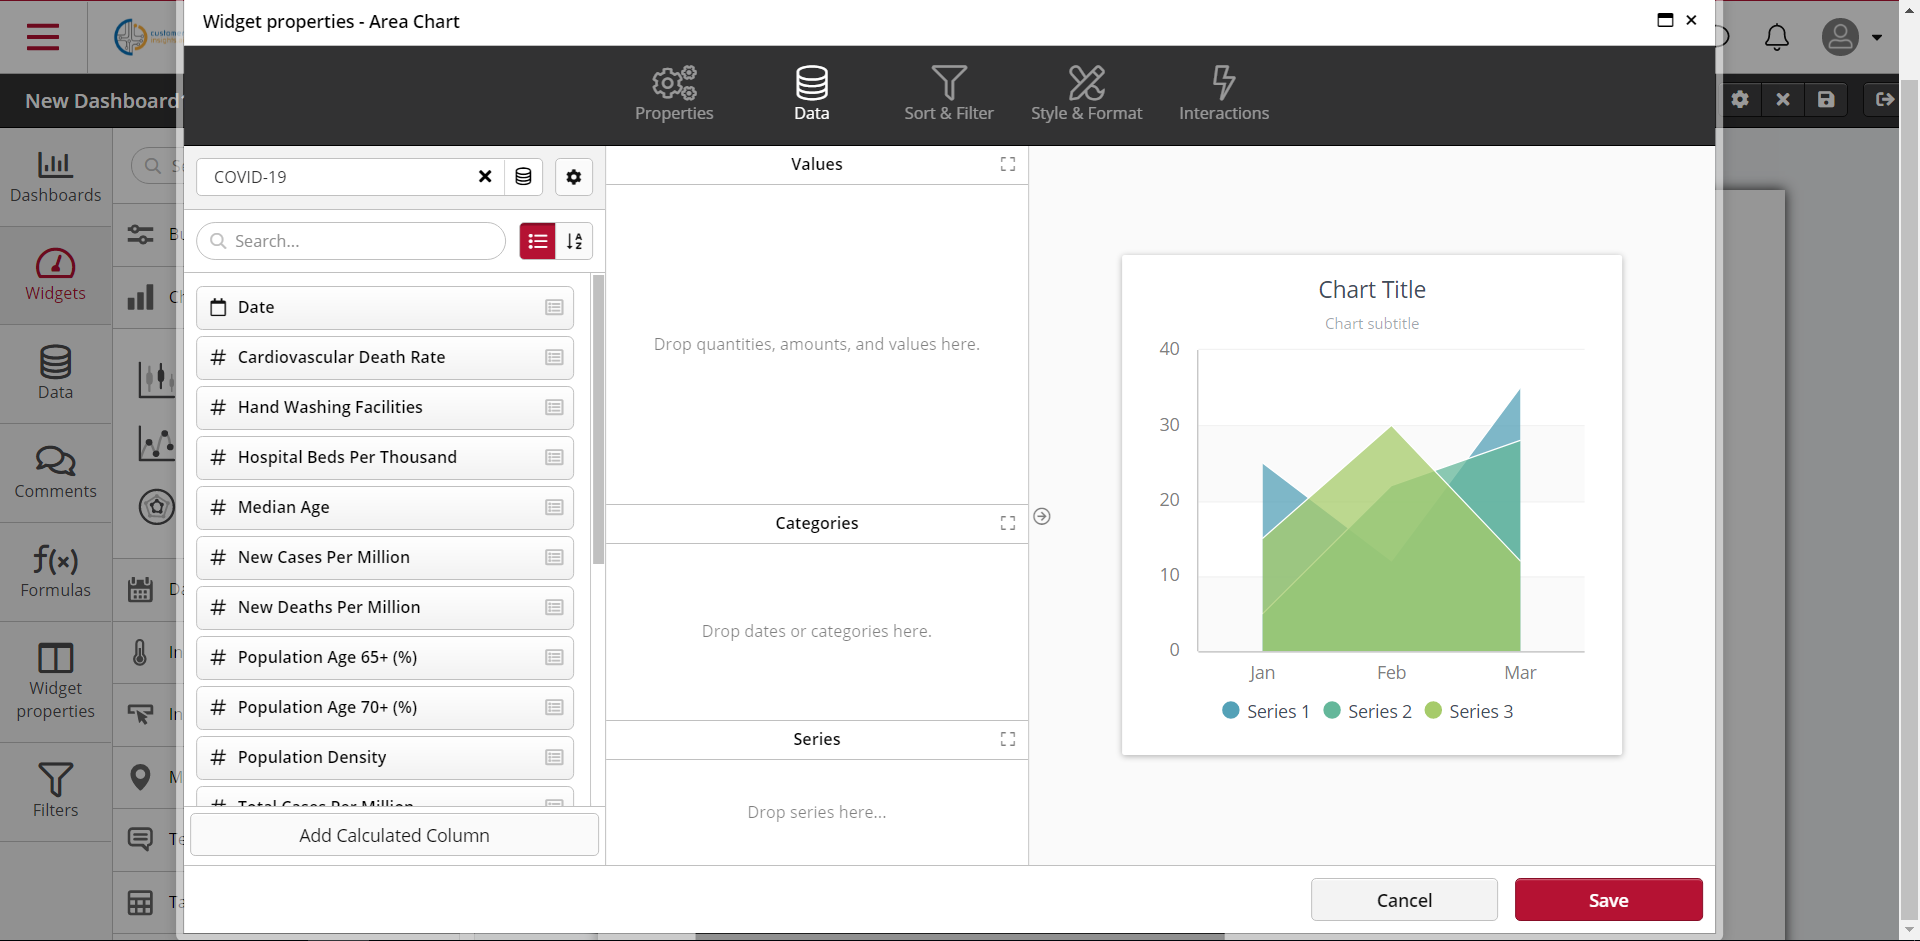 Widget properties - Area Chart
New Dashboard
Properties
Data
Sort & Filter
Style & Format
Interactions
Dashboards
Widgets
Data
Comments
Formulas
Widget
properties
Filters
COVID-19
Search...
Date
Cardiovascular Death Rate
Hand Washing Facilities
Hospital Beds Per Thousand
Median Age
New Cases Per Million
New Deaths Per Million
Population Age 65+ (%)
Population Age 70+ (%)
Population Density
Total Cases Per Million
Add Calculated Column
Values
Drop quantities, amounts, and values here.
Categories
Drop dates or categories here.
Series
Drop series here...
Chart Title
Chart subtitle
40
30
20
10
0
Jan Feb Mar
Series 1 Series 2 Series 3
Cancel
Save